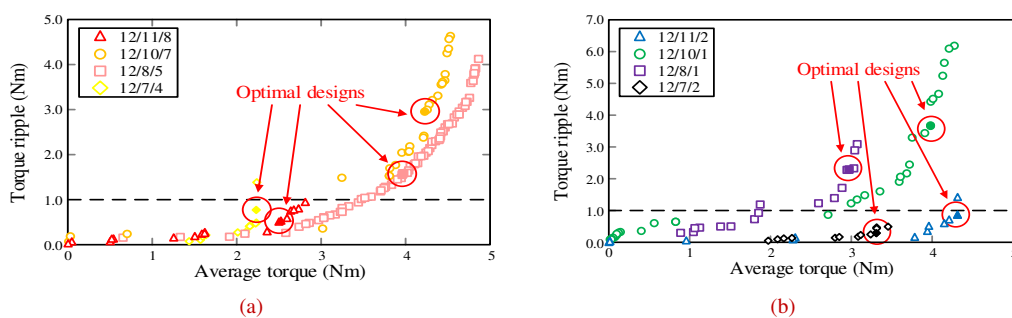 5.0
4.0
3.0
2.0
1.0
0.0
Torque ripple (Nm)
12/11/8
12/10/7
12/8/5
12/7/4
Optimal designs
0 1 2 3 4 5
Average torque (Nm)
(a)
7.0
6.0
5.0
4.0
3.0
2.0
1.0
0.0
Torque ripple (Nm)
12/11/2
12/10/1
12/8/1
12/7/2
Optimal designs
0 1 2 3 4 5
Average torque (Nm)
(b)